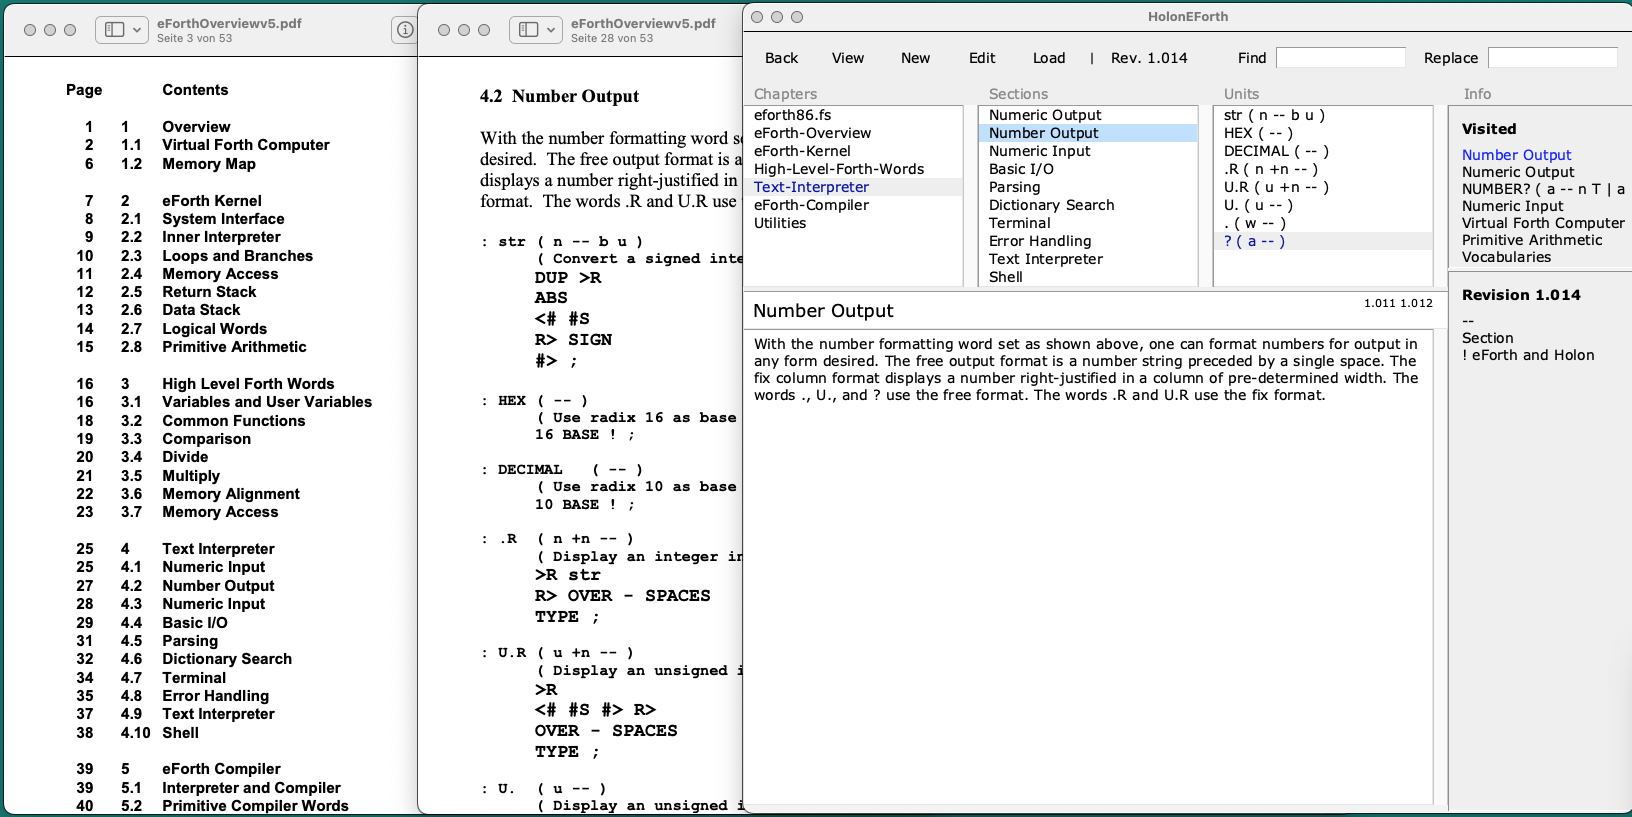 eForthOverviewv5.pdf
Seite 3 von 53
Page Contents
1 1 Overview
2 1.1 Virtual Forth Computer
6 1.2 Memory Map
7 2 eForth Kernel
8 2.1 System Interface
9 2.2 Inner Interpreter
10 2.3 Loops and Branches
11 2.4 Memory Access
12 2.5 Return Stack
13 2.6 Data Stack
14 2.7 Logical Words
15 2.8 Primitive Arithmetic
16 3 High Level Forth Words
16 3.1 Variables and User Variables
18 3.2 Common Functions
19 3.3 Comparison
20 3.4 Divide
21 3.5 Multiply
22 3.6 Memory Alignment
23 3.7 Memory Access
25 4 Text Interpreter
25 4.1 Numeric Input
27 4.2 Number Output
28 4.3 Numeric Input
29 4.4 Basic I/O
31 4.5 Parsing
32 4.6 Dictionary Search
34 4.7 Terminal
35 4.8 Error Handling
37 4.9 Text Interpreter
38 4.10 Shell
39 5 eForth Compiler
39 5.1 Interpreter and Compiler
40 5.2 Primitive Compiler Words
eForthOverviewv5.pdf
Seite 28 von 53
4.2 Number Output
With the number formatting word se
desired. The free output format is a
displays a number right-justified in
format. The words .R and U.R use
: str ( n -- b u )
( Convert a signed inte
DUP >R
ABS
<# #S
R> SIGN
#> ;
: HEX ( -- )
( Use radix 16 as base
16 BASE ! ;
: DECIMAL ( -- )
( Use radix 10 as base
10 BASE ! ;
: .R ( n +n -- )
( Display an integer in
>R str
R> OVER - SPACES
TYPE ;
: U.R ( u +n -- )
( Display an unsigned i
>R
<# #S #> R>
OVER - SPACES
TYPE ;
: U. ( u -- )
( Display an unsigned i
HolonEForth
Back View New Edit Load | Rev. 1.014 Find Replace
Chapters
eforth86.fs
eForth-Overview
eForth-Kernel
High-Level-Forth-Words
Text-Interpreter
eForth-Compiler
Utilities
Sections
Numeric Output
Number Output
Numeric Input
Basic I/O
Parsing
Dictionary Search
Terminal
Error Handling
Text Interpreter
Shell
Units
str ( n -- b u )
HEX ( -- )
DECIMAL ( -- )
.R ( n +n -- )
U.R ( u +n -- )
U. ( u -- )
. ( w -- )
? ( a -- )
Info
Visited
Number Output
Numeric Output
NUMBER? ( a -- n T | a
Numeric Input
Virtual Forth Computer
Primitive Arithmetic
Vocabularies
Revision 1.014
--
Section
! eForth and Holon
Number Output
1.011 1.012
With the number formatting word set as shown above, one can format numbers for output in
any form desired. The free output format is a number string preceded by a single space. The
fix column format displays a number right-justified in a column of pre-determined width. The
words ., U., and ? use the free format. The words .R and U.R use the fix format.